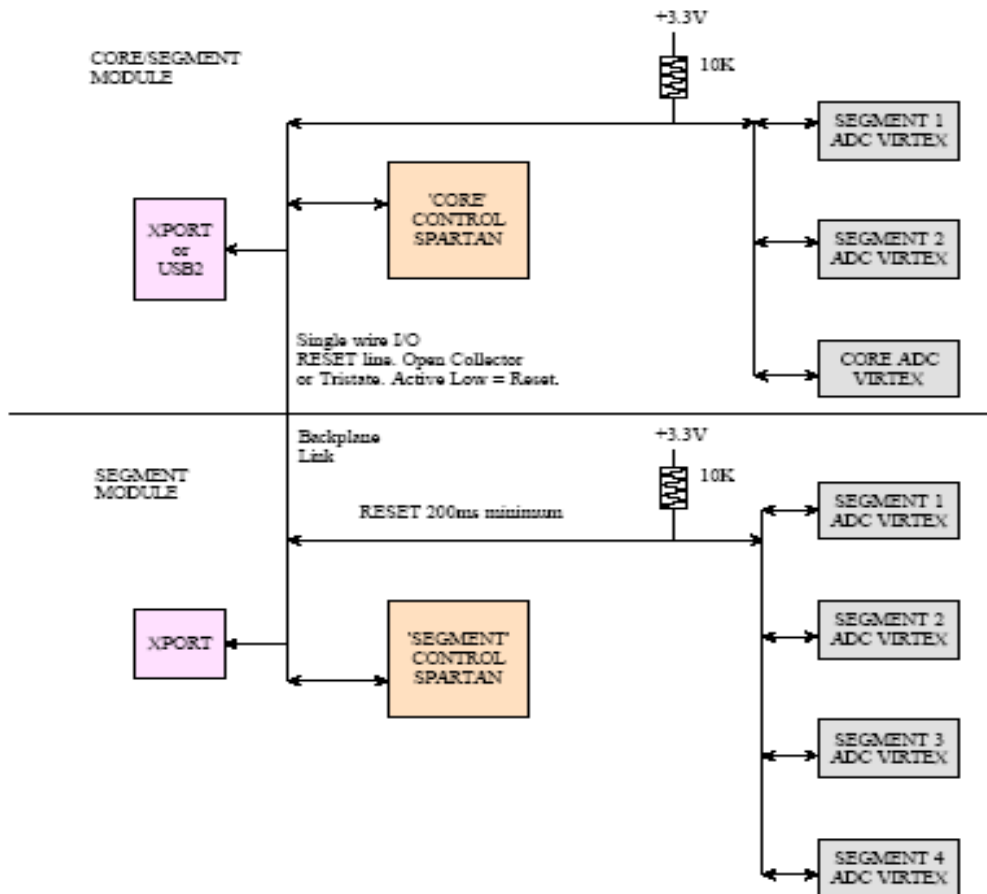 +3.3V
CORE/SEGMENT
MODULE
10K
SEGMENT 1
ADC VIRTEX
'CORE'
CONTROL
SPARTAN
XPORT
or
USB2
SEGMENT 2
ADC VIRTEX
Single wire I/O
RESET line. Open Collector
or Tristate. Active Low = Reset.
CORE ADC
VIRTEX
Backplane
Link
+3.3V
SEGMENT
MODULE
10K
RESET 200ms minimum
SEGMENT 1
ADC VIRTEX
XPORT
'SEGMENT'
CONTROL
SPARTAN
SEGMENT 2
ADC VIRTEX
SEGMENT 3
ADC VIRTEX
SEGMENT 4
ADC VIRTEX